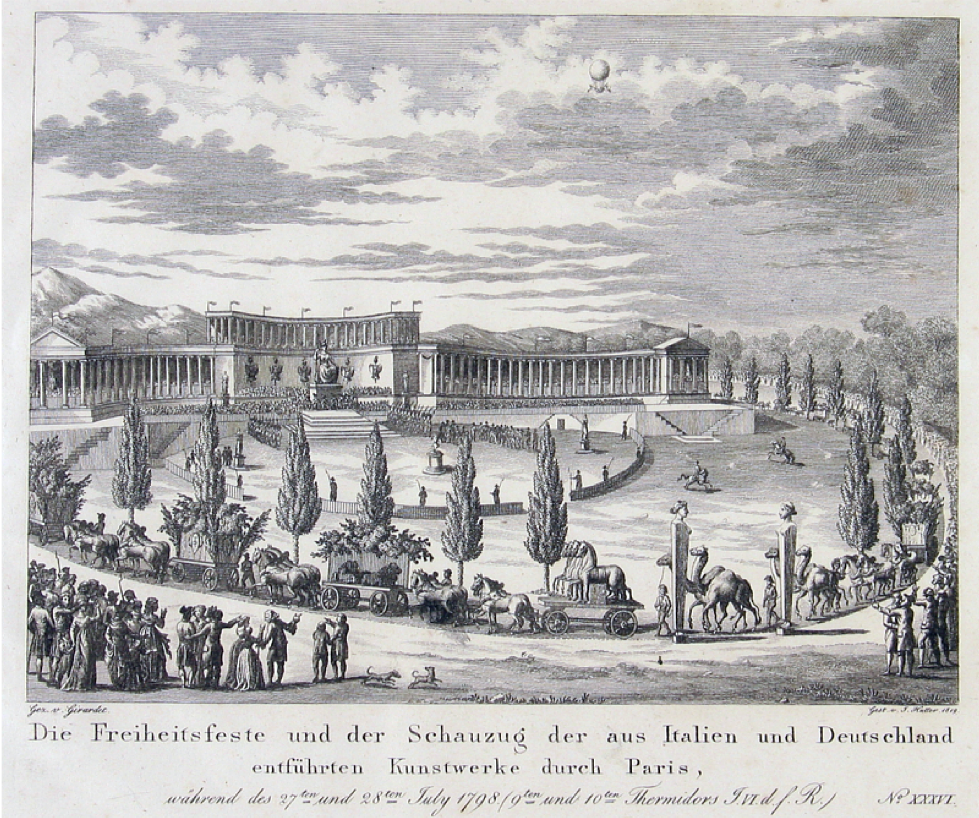 Gez. v. Girardet.
Gest. v. J. Hutter 1819
Die Freiheitsfeste und der Schauzug der aus Italien und Deutschland
entführten Kunstwerke durch Paris,
während des 27ten und 28ten July 1798. (9ten und 10ten Thermidors J. VI. d. f. R.) No. XXXVI.